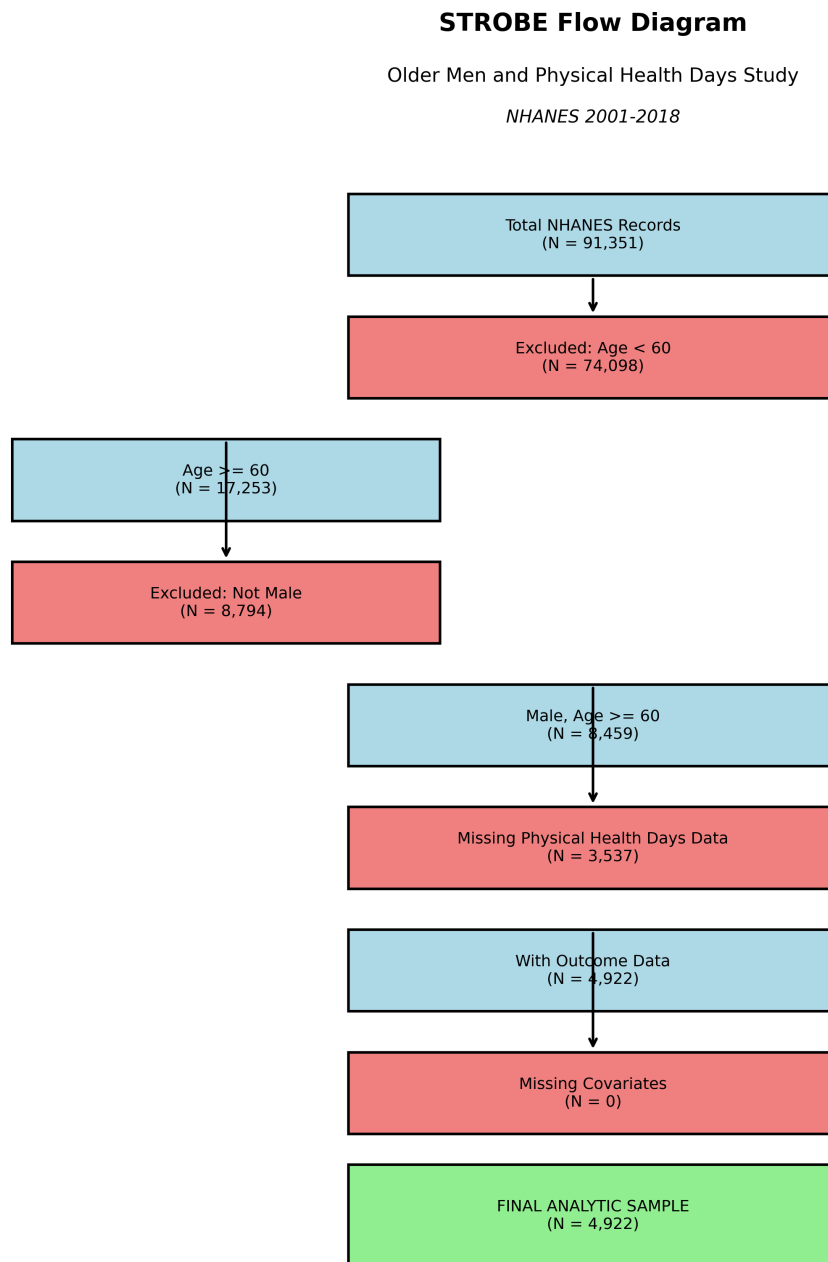 STROBE Flow Diagram
Older Men and Physical Health Days Study
NHANES 2001-2018
Total NHANES Records
(N = 91,351)
Excluded: Age < 60
(N = 74,098)
Age >= 60
(N = 17,253)
Excluded: Not Male
(N = 8,794)
Male, Age >= 60
(N = 8,459)
Missing Physical Health Days Data
(N = 3,537)
With Outcome Data
(N = 4,922)
Missing Covariates
(N = 0)
FINAL ANALYTIC SAMPLE
(N = 4,922)